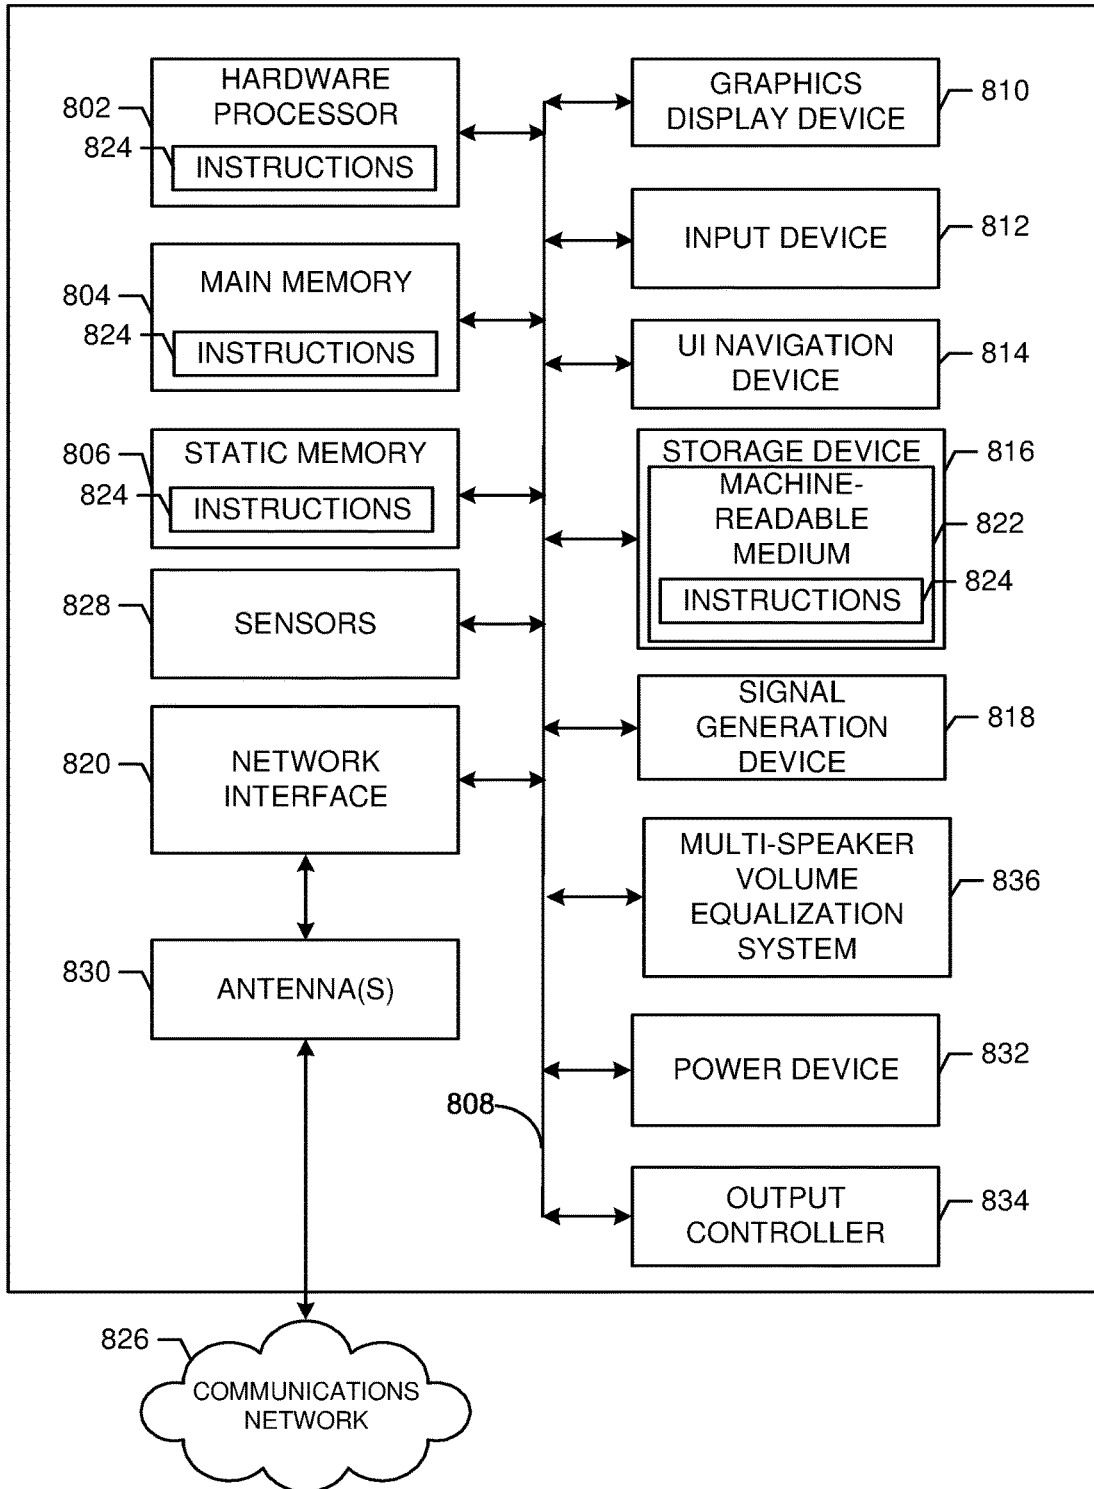 HARDWARE
PROCESSOR
802
824
INSTRUCTIONS
MAIN MEMORY
804
824
INSTRUCTIONS
STATIC MEMORY
806
824
INSTRUCTIONS
828
SENSORS
820
NETWORK
INTERFACE
830
ANTENNA(S)
808
826
COMMUNICATIONS
NETWORK
GRAPHICS
DISPLAY DEVICE
810
INPUT DEVICE
812
UI NAVIGATION
DEVICE
814
STORAGE DEVICE
816
MACHINE-
READABLE
MEDIUM
822
824
INSTRUCTIONS
SIGNAL
GENERATION
DEVICE
818
MULTI-SPEAKER
VOLUME
EQUALIZATION
SYSTEM
836
POWER DEVICE
832
OUTPUT
CONTROLLER
834